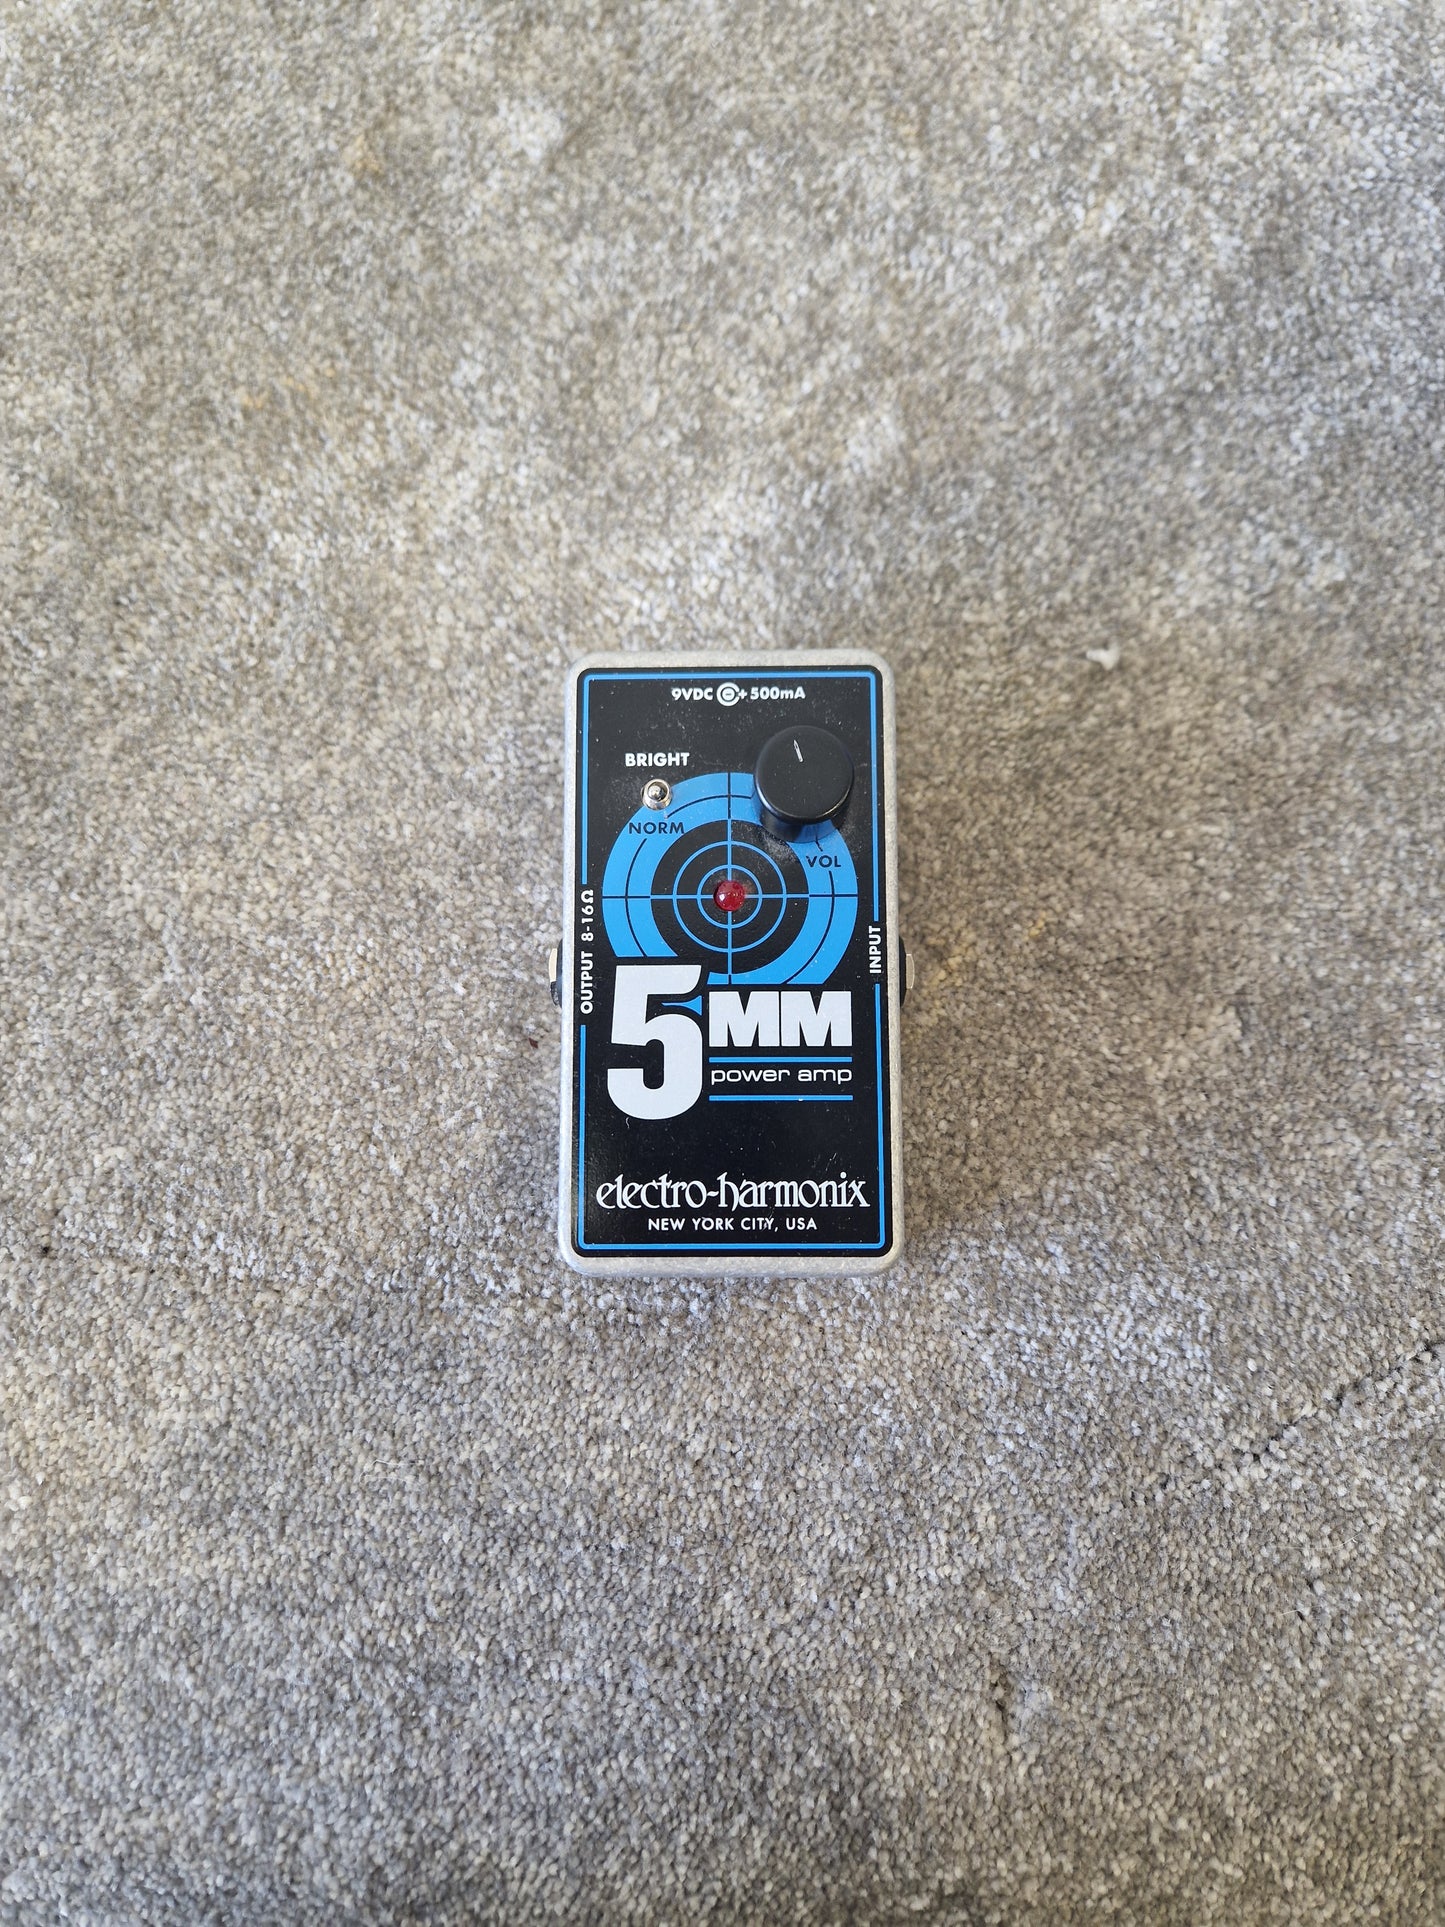 9VDC + 500mA
BRIGHT
NORM
VOL
OUTPUT 8-16Ω
INPUT
5MM
power amp
electro-harmonix
NEW YORK CITY, USA